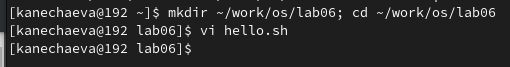 [kanechaeva@192 ~]$ mkdir ~/work/os/lab06; cd ~/work/os/lab06
[kanechaeva@192 lab06]$ vi hello.sh
[kanechaeva@192 lab06]$